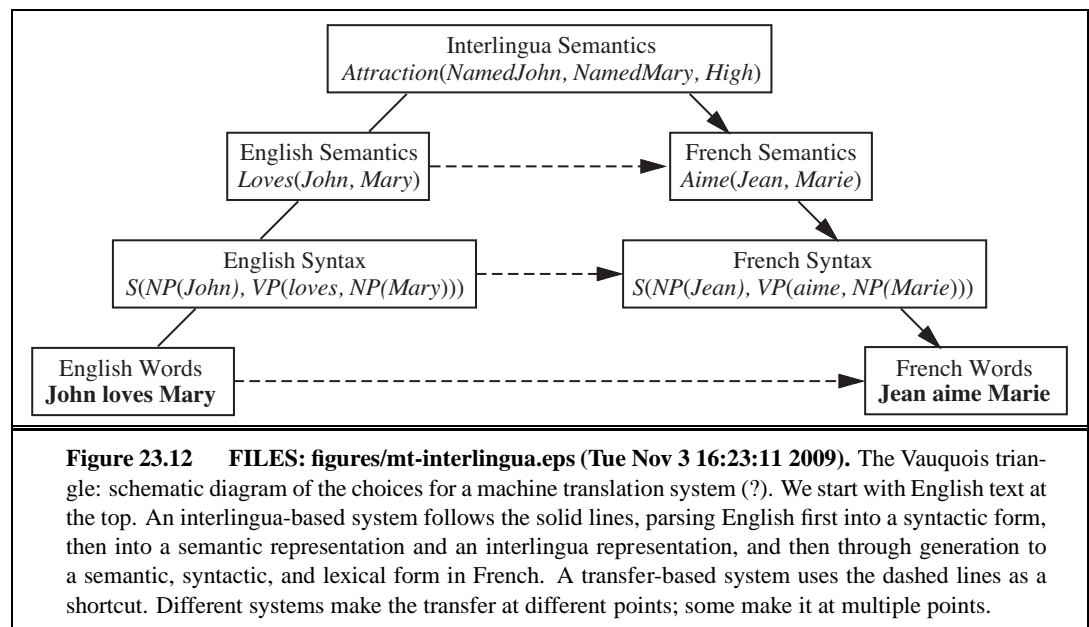 Interlingua Semantics
Attraction(NamedJohn, NamedMary, High)
English Semantics
Loves(John, Mary)
French Semantics
Aime(Jean, Marie)
English Syntax
S(NP(John), VP(loves, NP(Mary)))
French Syntax
S(NP(Jean), VP(aime, NP(Marie)))
English Words
John loves Mary
French Words
Jean aime Marie
Figure 23.12 FILES: figures/mt-interlingua.eps (Tue Nov 3 16:23:11 2009). The Vauquois trian-
gle: schematic diagram of the choices for a machine translation system (?). We start with English text at
the top. An interlingua-based system follows the solid lines, parsing English first into a syntactic form,
then into a semantic representation and an interlingua representation, and then through generation to
a semantic, syntactic, and lexical form in French. A transfer-based system uses the dashed lines as a
shortcut. Different systems make the transfer at different points; some make it at multiple points.